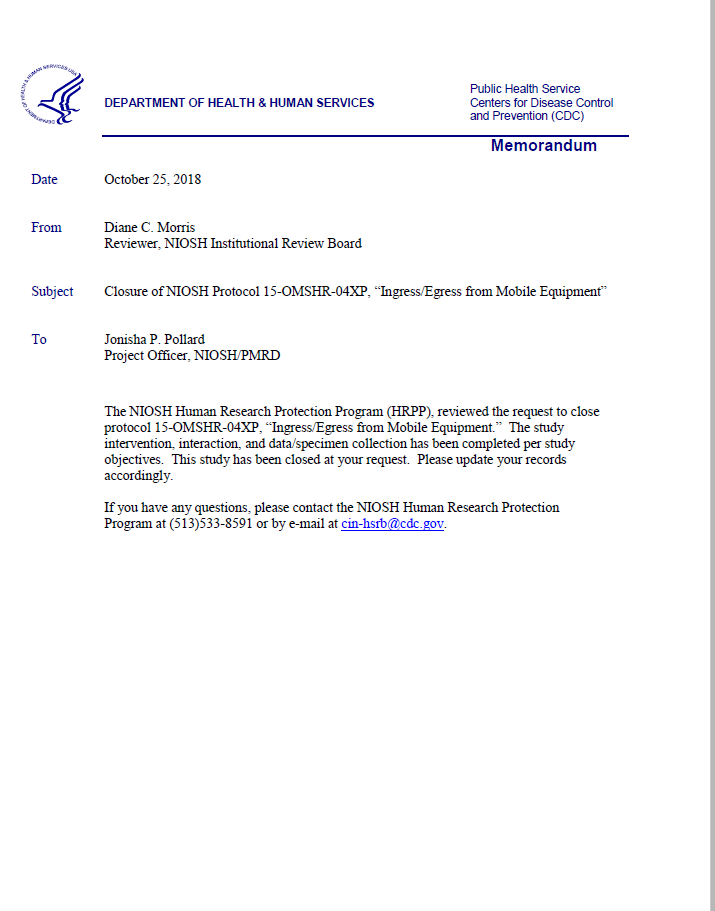 DEPARTMENT OF HEALTH & HUMAN SERVICES USA
DEPARTMENT OF HEALTH & HUMAN SERVICES
Public Health Service
Centers for Disease Control
and Prevention (CDC)
Memorandum
Date October 25, 2018
From Diane C. Morris
Reviewer, NIOSH Institutional Review Board
Subject Closure of NIOSH Protocol 15-OMSHR-04XP, “Ingress/Egress from Mobile Equipment”
To Jonisha P. Pollard
Project Officer, NIOSH/PMRD
The NIOSH Human Research Protection Program (HRPP), reviewed the request to close
protocol 15-OMSHR-04XP, “Ingress/Egress from Mobile Equipment.”  The study
intervention, interaction, and data/specimen collection has been completed per study
objectives.  This study has been closed at your request.  Please update your records
accordingly.
If you have any questions, please contact the NIOSH Human Research Protection
Program at (513)533-8591 or by e-mail at cin-hsrb@cdc.gov.